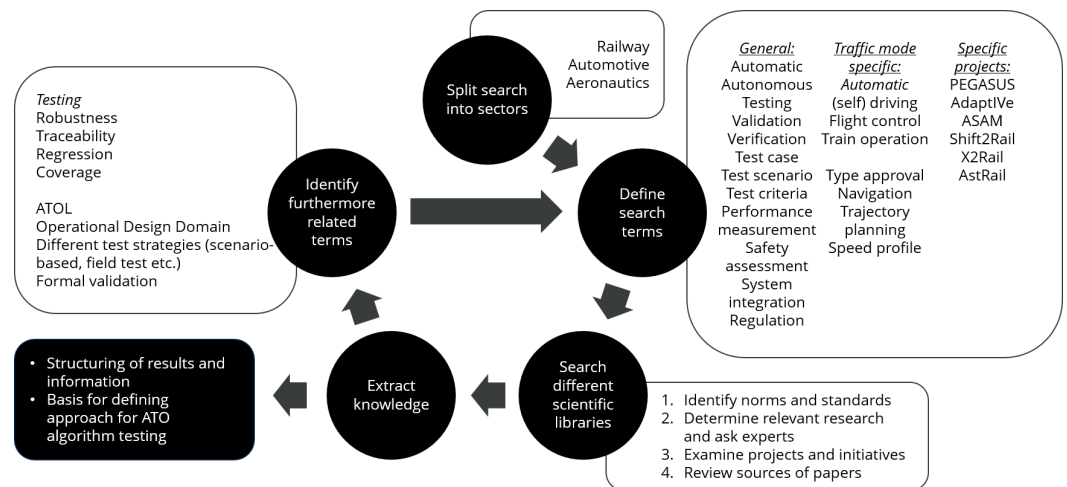 Railway
Automotive
Aeronautics
Split search
into sectors
General:
Automatic
Autonomous
Testing
Validation
Verification
Test case
Test scenario
Test criteria
Performance
measurement
Safety
assessment
System
integration
Regulation
Traffic mode
specific:
Automatic
(self) driving
Flight control
Train operation
Type approval
Navigation
Trajectory
planning
Speed profile
Specific
projects:
PEGASUS
AdaptIVe
ASAM
Shift2Rail
X2Rail
AstRail
Testing
Robustness
Traceability
Regression
Coverage
ATOL
Operational Design Domain
Different test strategies (scenario-
based, field test etc.)
Formal validation
Identify
furthermore
related
terms
Define
search
terms
• Structuring of results and
information
• Basis for defining
approach for ATO
algorithm testing
Extract
knowledge
Search
different
scientific
libraries
1. Identify norms and standards
2. Determine relevant research
and ask experts
3. Examine projects and initiatives
4. Review sources of papers